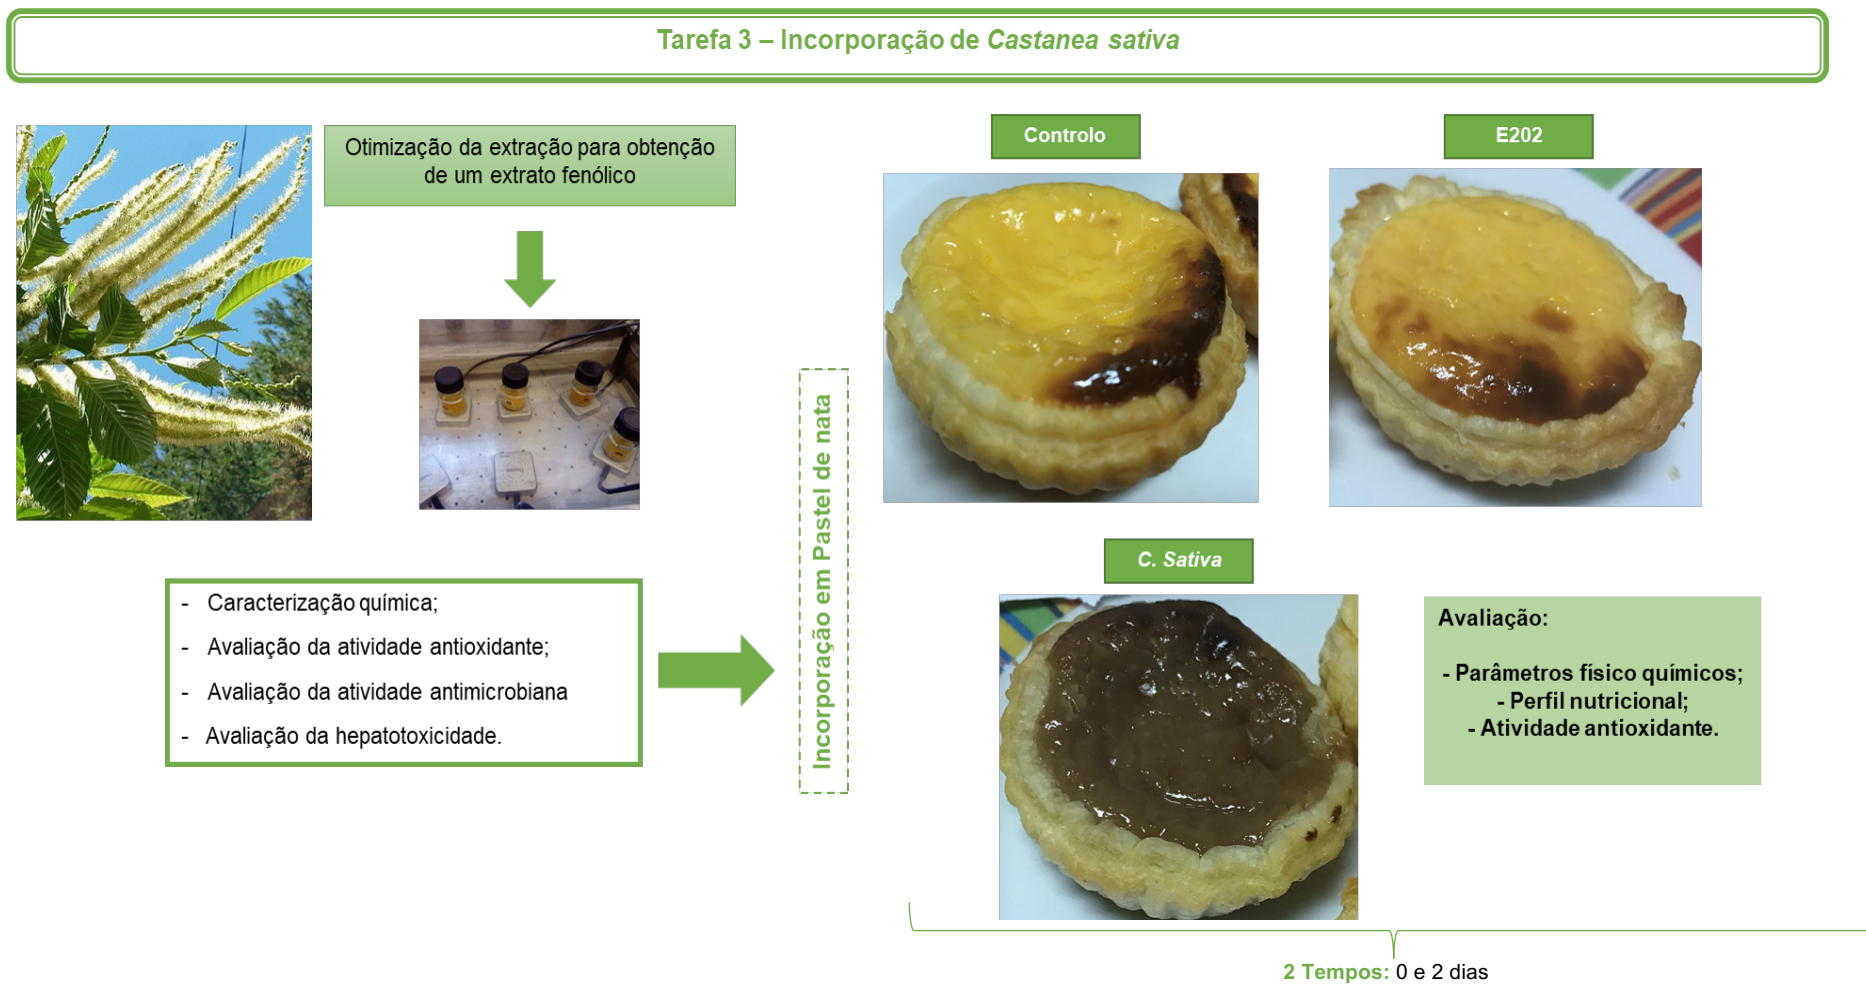 Tarefa 3 – Incorporação de Castanea sativa
Otimização da extração para obtenção
de um extrato fenólico
- Caracterização química;
- Avaliação da atividade antioxidante;
- Avaliação da atividade antimicrobiana
- Avaliação da hepatotoxicidade.
Incorporação em Pastel de nata
Controlo
E202
C. Sativa
Avaliação:
- Parâmetros físico químicos;
- Perfil nutricional;
- Atividade antioxidante.
2 Tempos: 0 e 2 dias